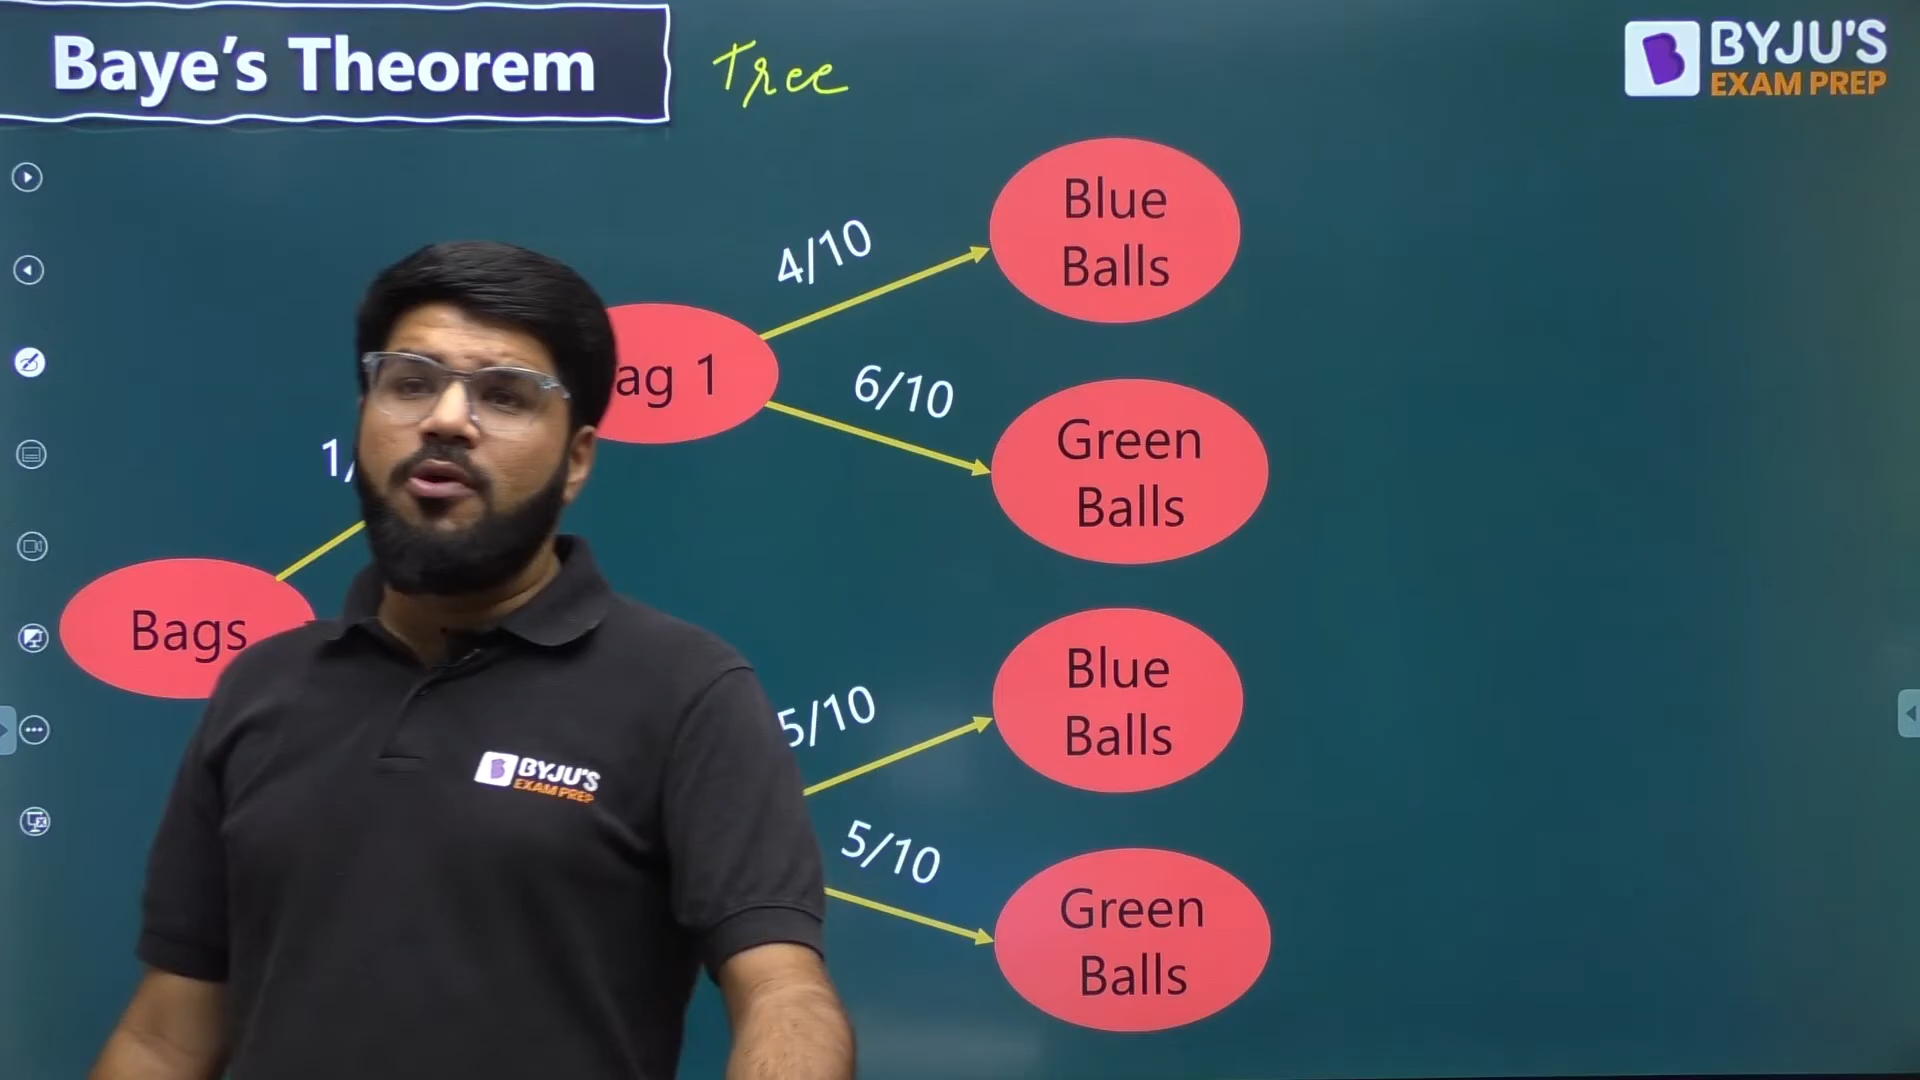 Baye's Theorem
Tree
BYJU'S
EXAM PREP
Blue
Balls
4/10
ag 1
6/10
Green
Balls
1/
Bags
Blue
Balls
5/10
BYJU'S
EXAM PREP
5/10
Green
Balls